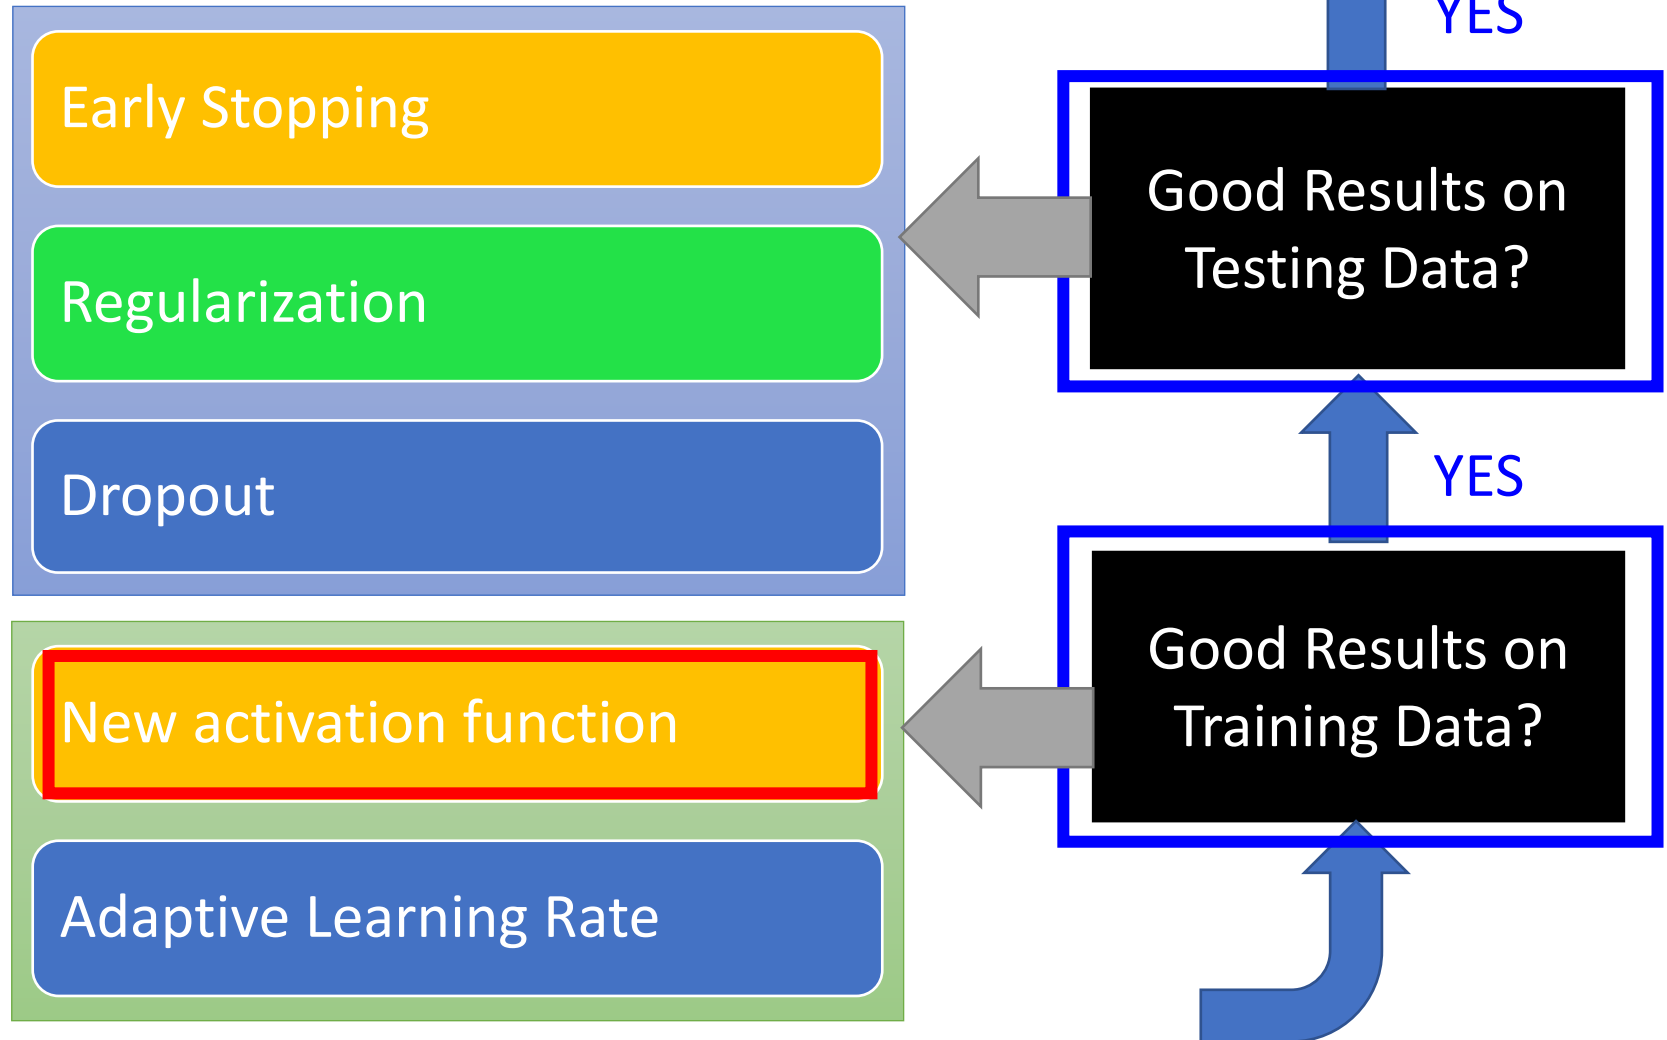 YES
Early Stopping
Good Results on
Testing Data?
Regularization
Dropout
YES
New activation function
Good Results on
Training Data?
Adaptive Learning Rate